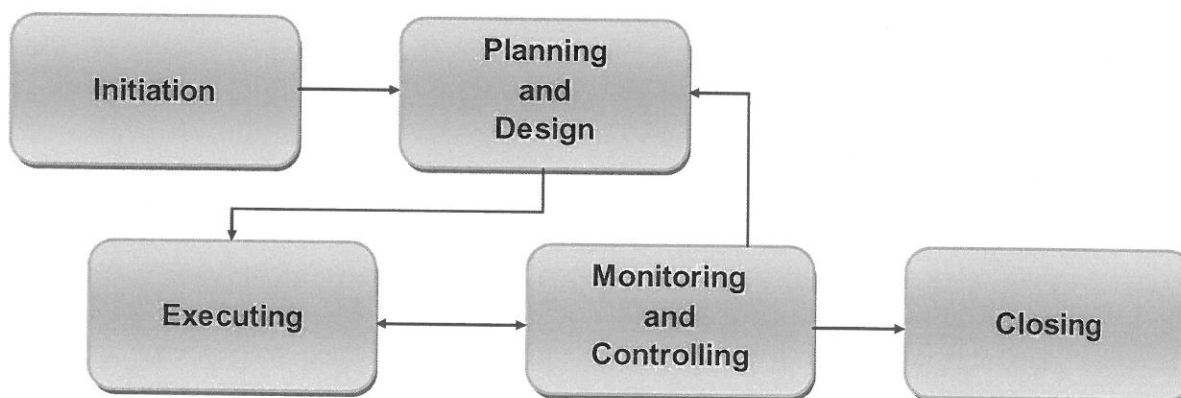 Initiation
Planning
and
Design
Executing
Monitoring
and
Controlling
Closing